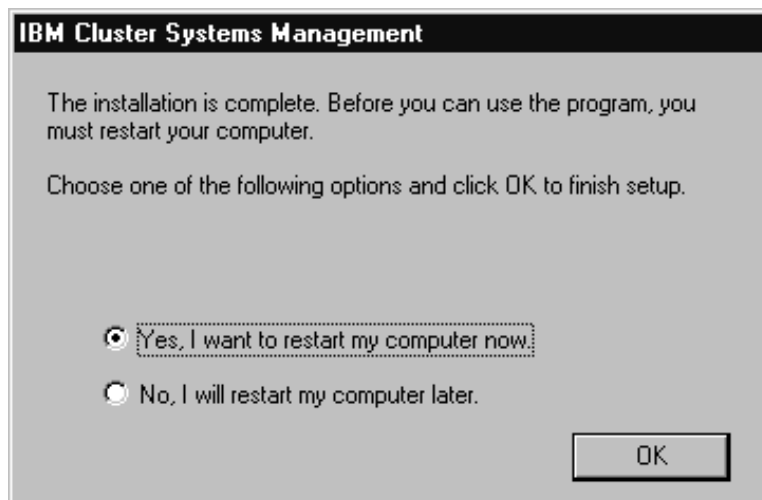 IBM Cluster Systems Management
The installation is complete. Before you can use the program, you
must restart your computer.
Choose one of the following options and click OK to finish setup.
Yes, I want to restart my computer now.
No, I will restart my computer later.
OK